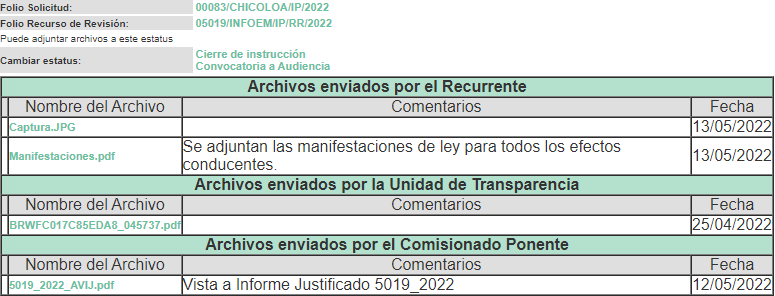 Folio Solicitud: 00083/CHICOLOA/IP/2022
Folio Recurso de Revisión: 05019/INFOEM/IP/RR/2022
Puede adjuntar archivos a este estatus
Cambiar estatus: Cierre de instrucción
Convocatoria a Audiencia
Archivos enviados por el Recurrente
Nombre del Archivo Comentarios Fecha
Captura.JPG 13/05/2022
Manifestaciones.pdf Se adjuntan las manifestaciones de ley para todos los efectos conducentes. 13/05/2022
Archivos enviados por la Unidad de Transparencia
Nombre del Archivo Comentarios Fecha
BRWFC017C85EDA8_045737.pdf 25/04/2022
Archivos enviados por el Comisionado Ponente
Nombre del Archivo Comentarios Fecha
5019_2022_AVIJ.pdf Vista a Informe Justificado 5019_2022 12/05/2022